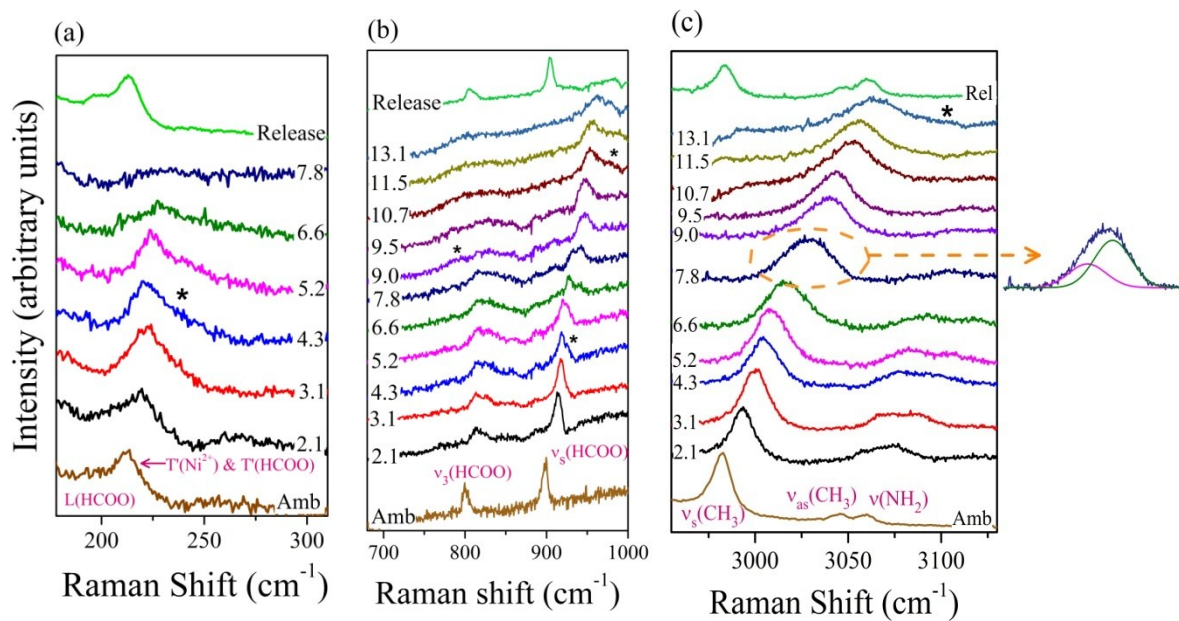 (a)
(b)
(c)
Intensity (arbitrary units)
Release
7.8
6.6
5.2
4.3
*
3.1
2.1
T'(Ni²⁺) & T'(HCOO)
L(HCOO)
Amb
200 250 300
Raman Shift (cm⁻¹)
Release
13.1
11.5
*
10.7
9.5
*
9.0
7.8
6.6
5.2
*
4.3
3.1
2.1
ν₃(HCOO)
νₛ(HCOO)
Amb
700 800 900 1000
Raman shift (cm⁻¹)
Rel
*
13.1
11.5
10.7
9.5
9.0
7.8
6.6
5.2
4.3
3.1
2.1
νₐₛ(CH₃) ν(NH₂)
νₛ(CH₃)
Amb
3000 3050 3100
Raman Shift (cm⁻¹)